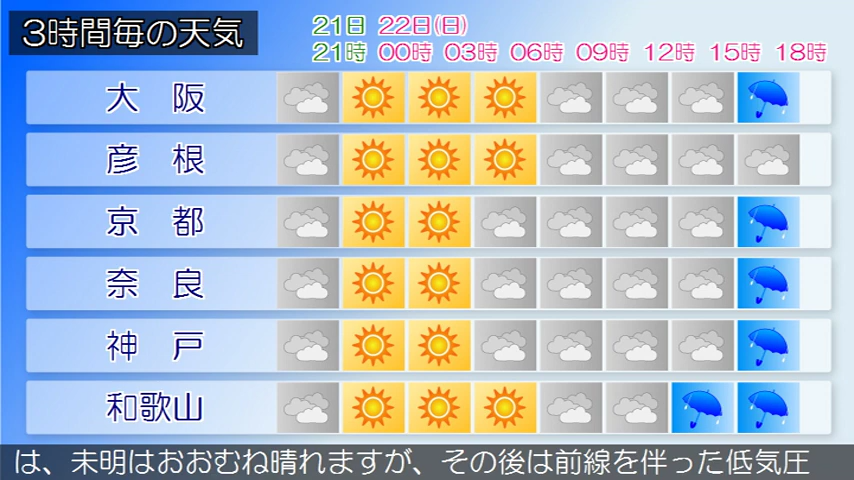 3時間毎の天気
21日 22日(日)
21時 00時 03時 06時 09時 12時 15時 18時
大阪
彦根
京都
奈良
神戸
和歌山
は、未明はおおむね晴れますが、その後は前線を伴った低気圧